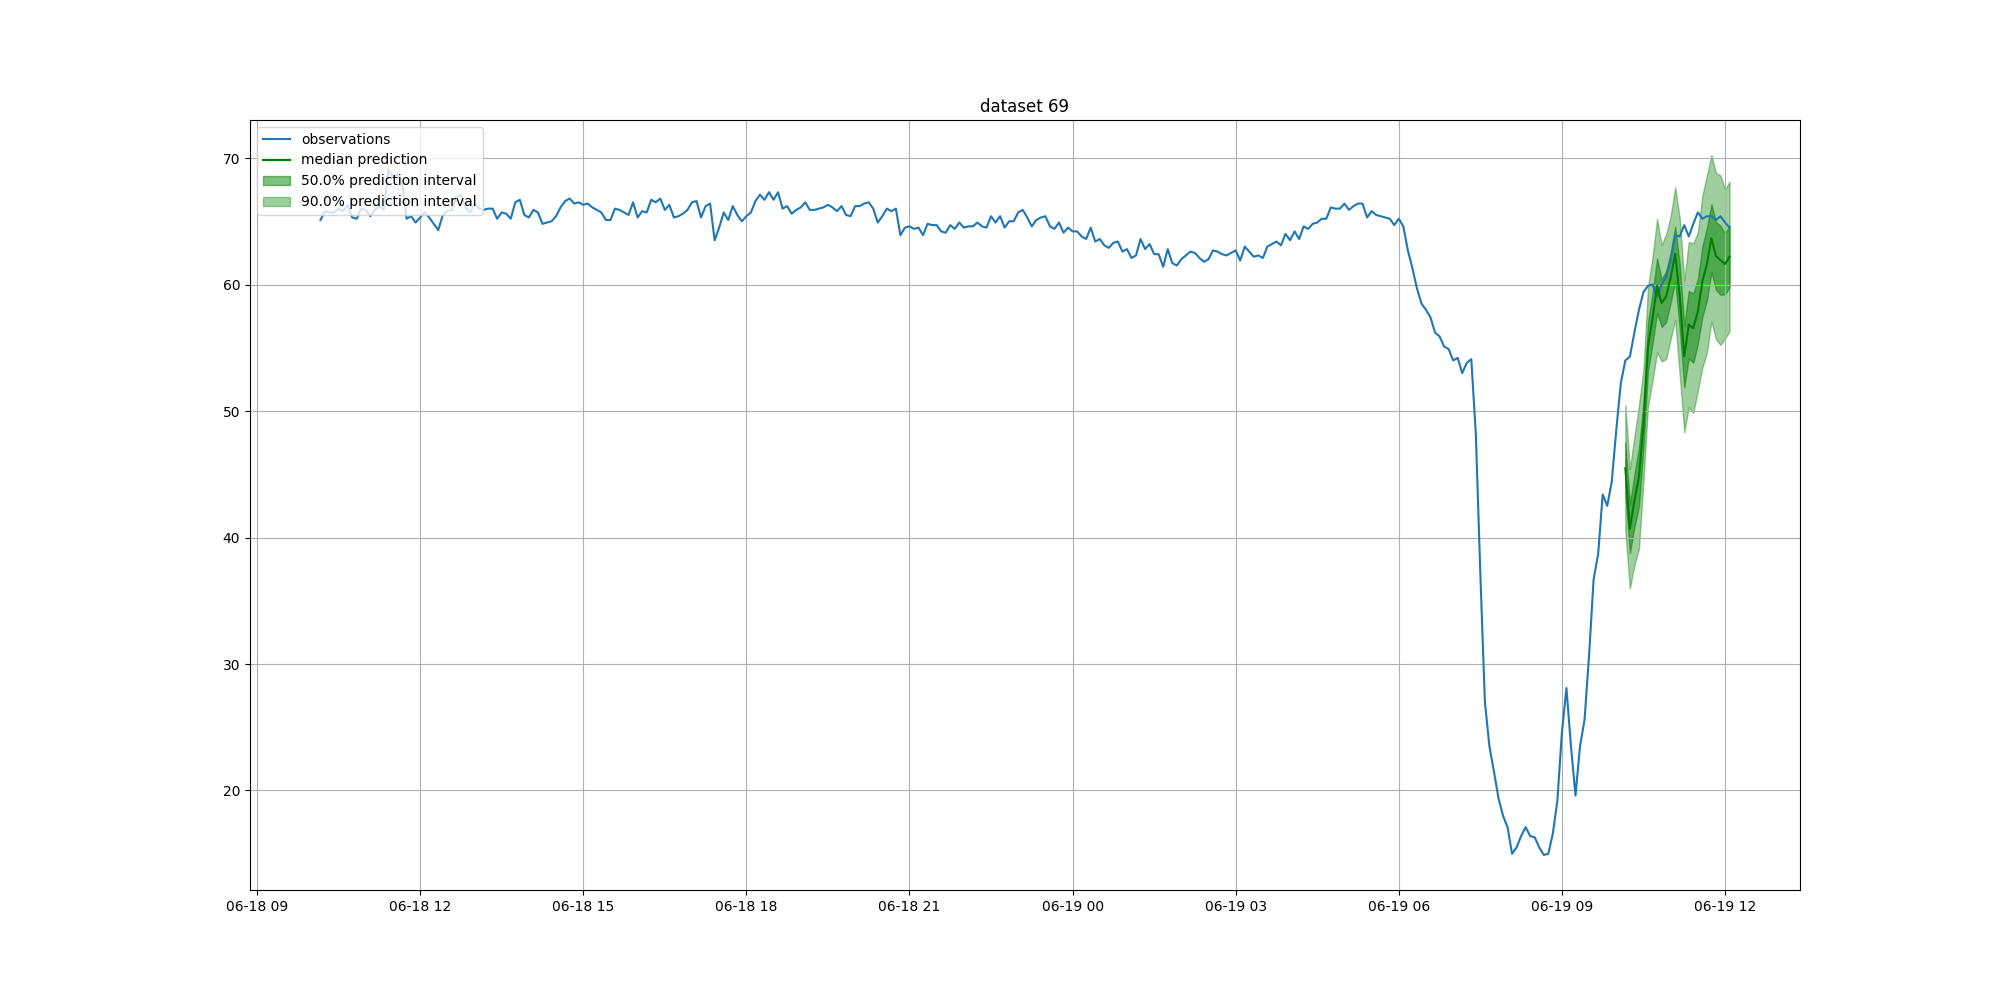 dataset 69
observations
median prediction
50.0% prediction interval
90.0% prediction interval
70
60
50
40
30
20
06-18 09 06-18 12 06-18 15 06-18 18 06-18 21 06-19 00 06-19 03 06-19 06 06-19 09 06-19 12